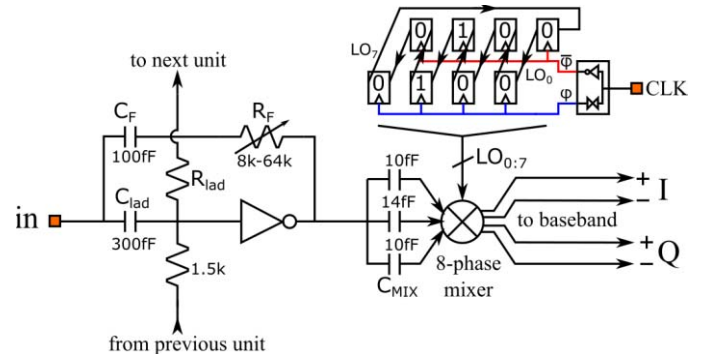 0 1 0 0
LO7
LO0
φ̅
0 1 0 0
φ
CLK
to next unit
CF
100fF
RF
8k-64k
Rlad
Clad
300fF
in
1.5k
from previous unit
10fF
14fF
10fF
CMIX
LO0:7
8-phase
mixer
+
−
I
to baseband
+
−
Q